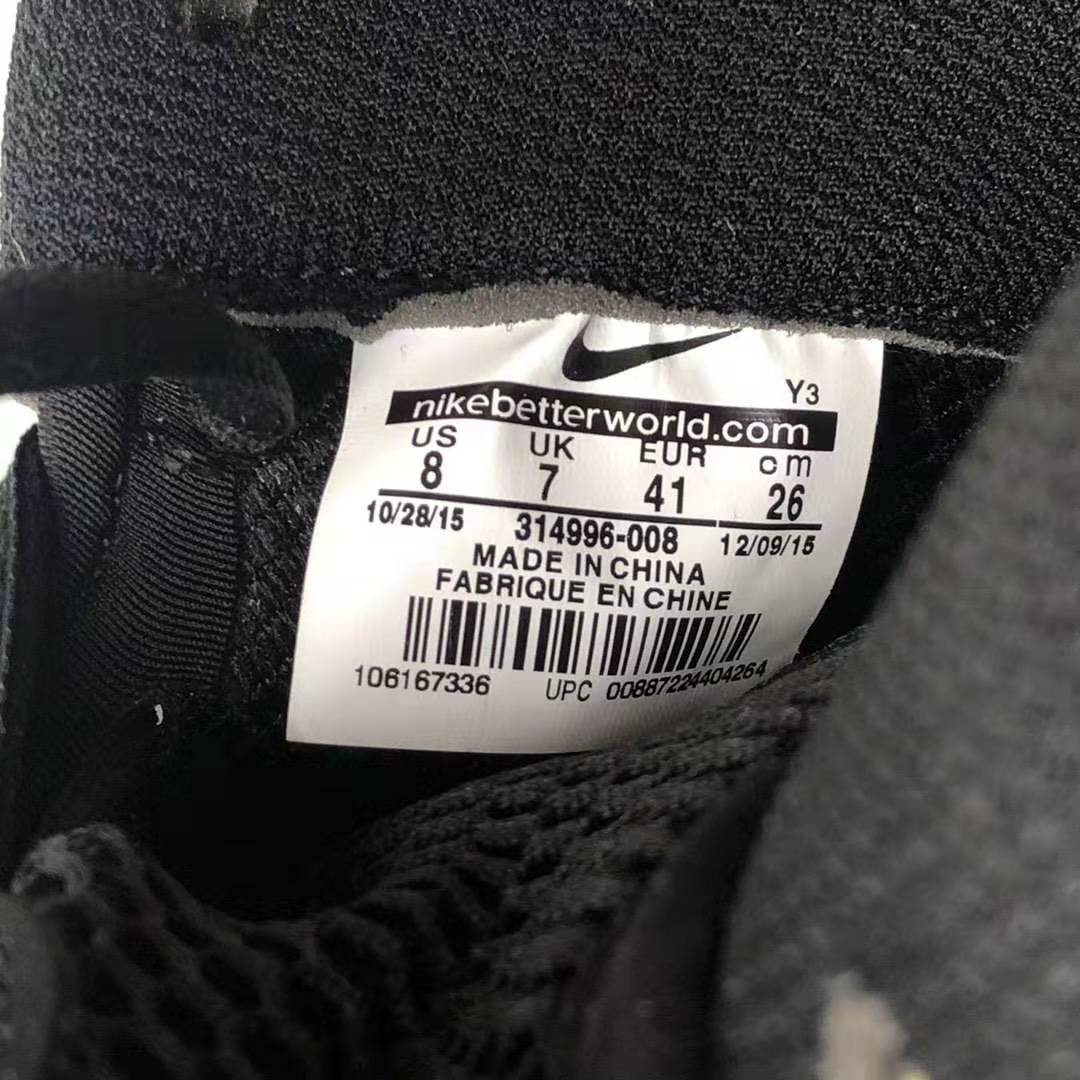 Y3
nikebetterworld.com
US UK EUR cm
8 7 41 26
10/28/15 314996-008 12/09/15
MADE IN CHINA
FABRIQUE EN CHINE
106167336 UPC 00887224404264